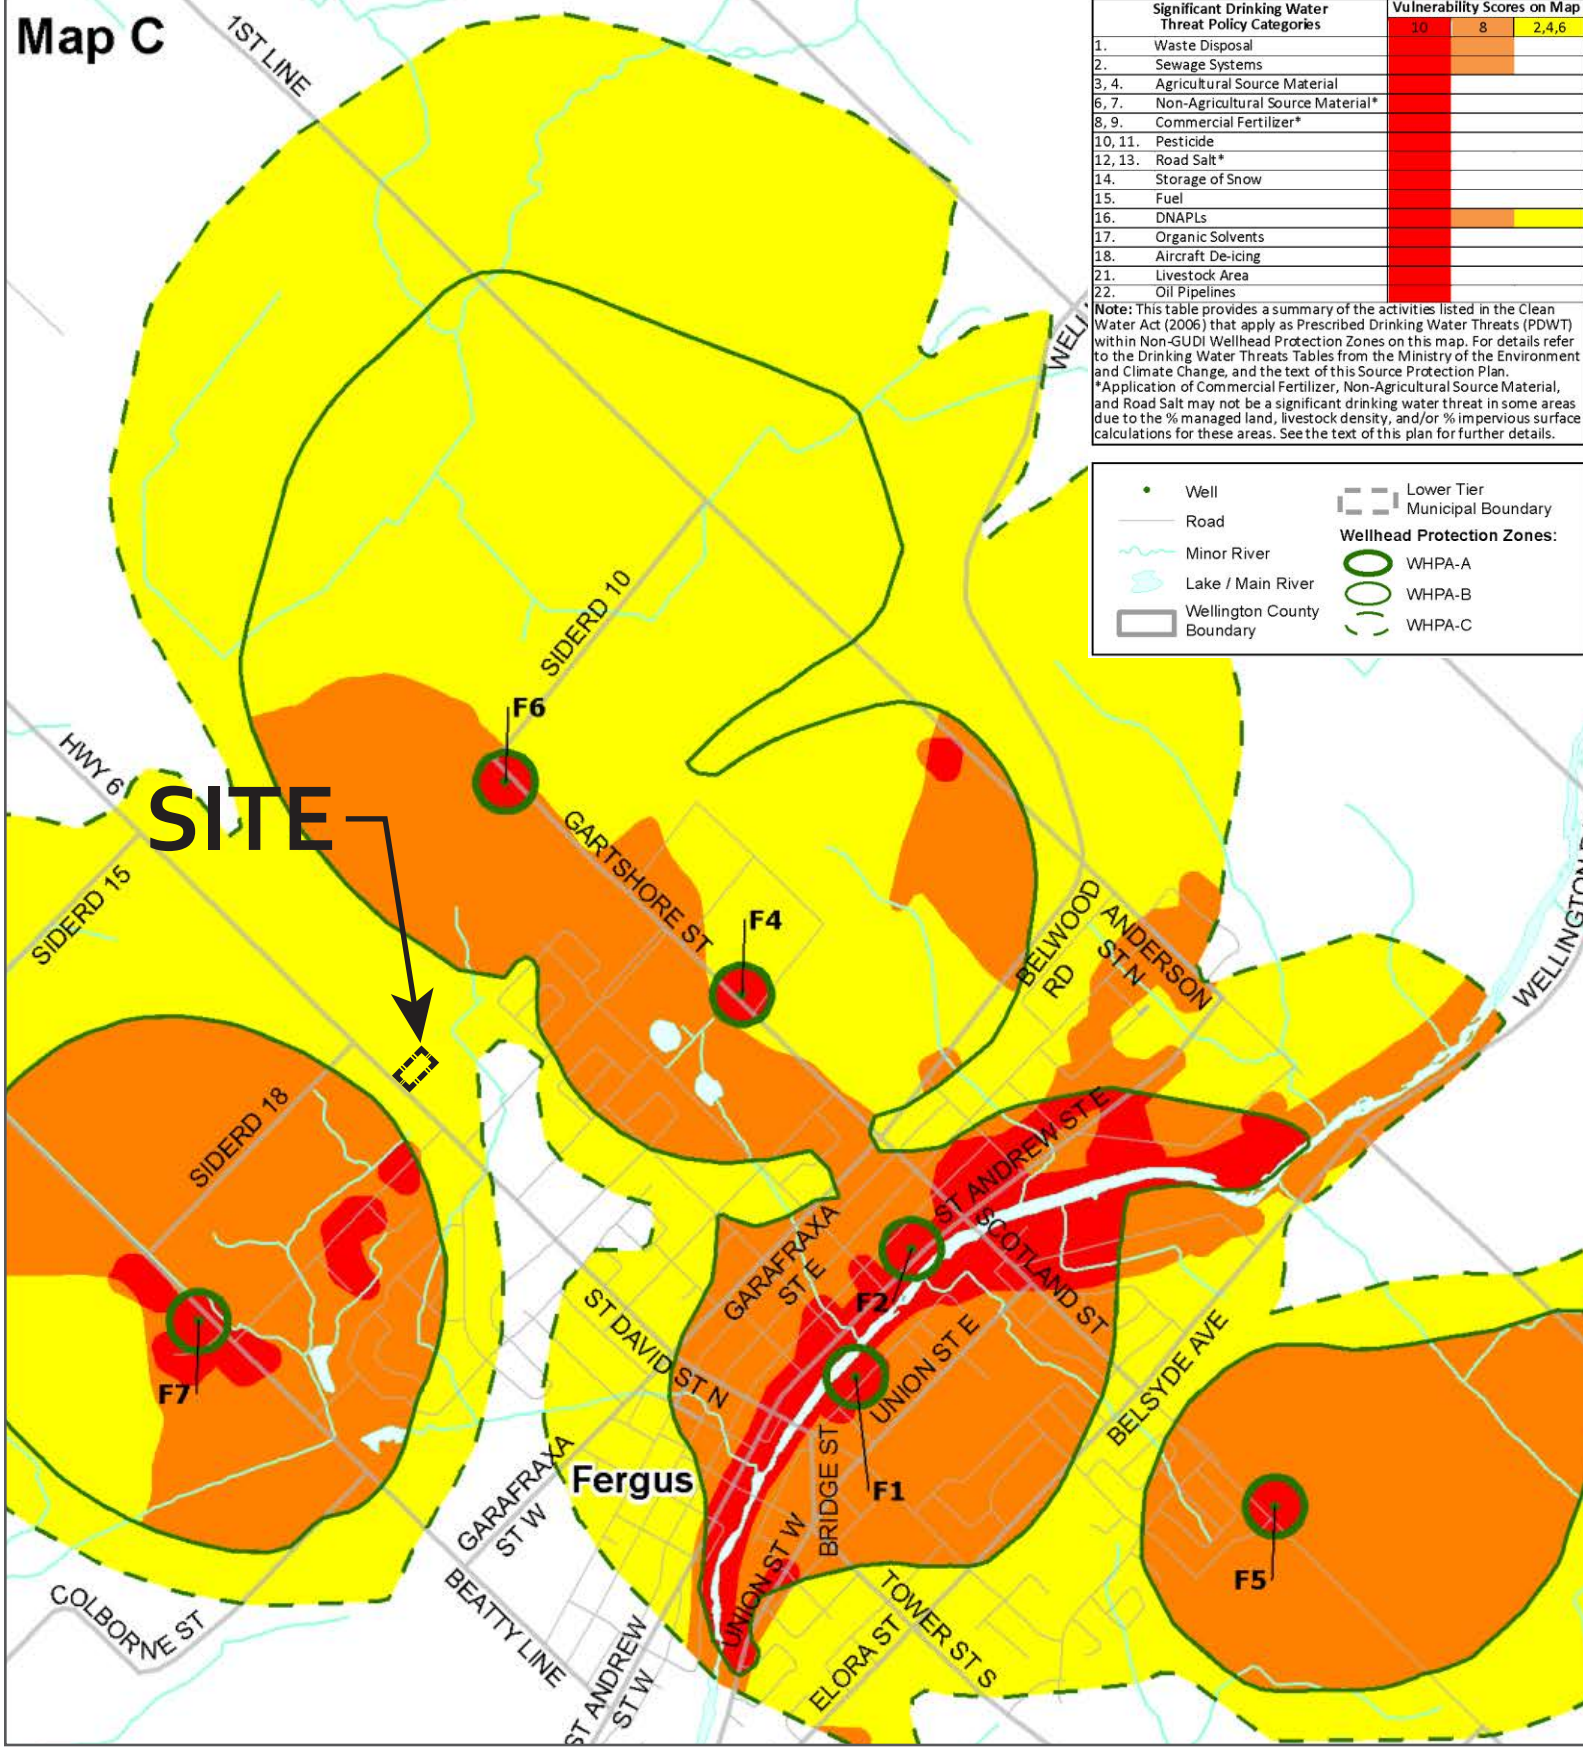 Map C
Significant Drinking Water
Threat Policy Categories
Vulnerability Scores on Map
10 8 2,4,6
1. Waste Disposal
2. Sewage Systems
3, 4. Agricultural Source Material
6, 7. Non-Agricultural Source Material*
8, 9. Commercial Fertilizer*
10, 11. Pesticide
12, 13. Road Salt*
14. Storage of Snow
15. Fuel
16. DNAPLs
17. Organic Solvents
18. Aircraft De-icing
21. Livestock Area
22. Oil Pipelines
Note: This table provides a summary of the activities listed in the Clean
Water Act (2006) that apply as Prescribed Drinking Water Threats (PDWT)
within Non-GUDI Wellhead Protection Zones on this map. For details refer
to the Drinking Water Threats Tables from the Ministry of the Environment
and Climate Change, and the text of this Source Protection Plan.
*Application of Commercial Fertilizer, Non-Agricultural Source Material,
and Road Salt may not be a significant drinking water threat in some areas
due to the % managed land, livestock density, and/or % impervious surface
calculations for these areas. See the text of this plan for further details.
Well
Road
Minor River
Lake / Main River
Wellington County
Boundary
Lower Tier
Municipal Boundary
Wellhead Protection Zones:
WHPA-A
WHPA-B
WHPA-C
1ST LINE
SIDERD 10
F6
HWY 6
SITE
SIDERD 15
GARTSHORE ST
F4
BELWOOD
RD
ANDERSON
ST N
WELLINGTON
SIDERD 18
ST ANDREW ST E
SCOTLAND ST
GARAFRAXA
ST E
F2
ST DAVID ST N
UNION ST E
BELSYDE AVE
F7
Fergus
BRIDGE ST
F1
GARAFRAXA
ST W
UNION ST W
F5
TOWER ST S
BEATTY LINE
COLBORNE ST
ELORA ST
ST ANDREW
ST W